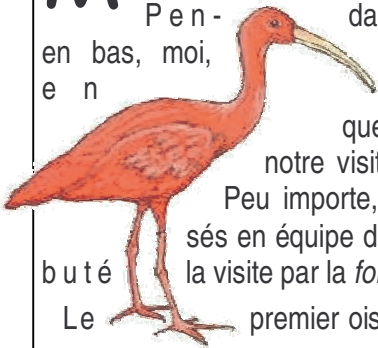 Pen- da
en bas, moi,
e n
que
notre visit
Peu importe,
sés en équipe d
buté la visite par la fo
Le premier ois